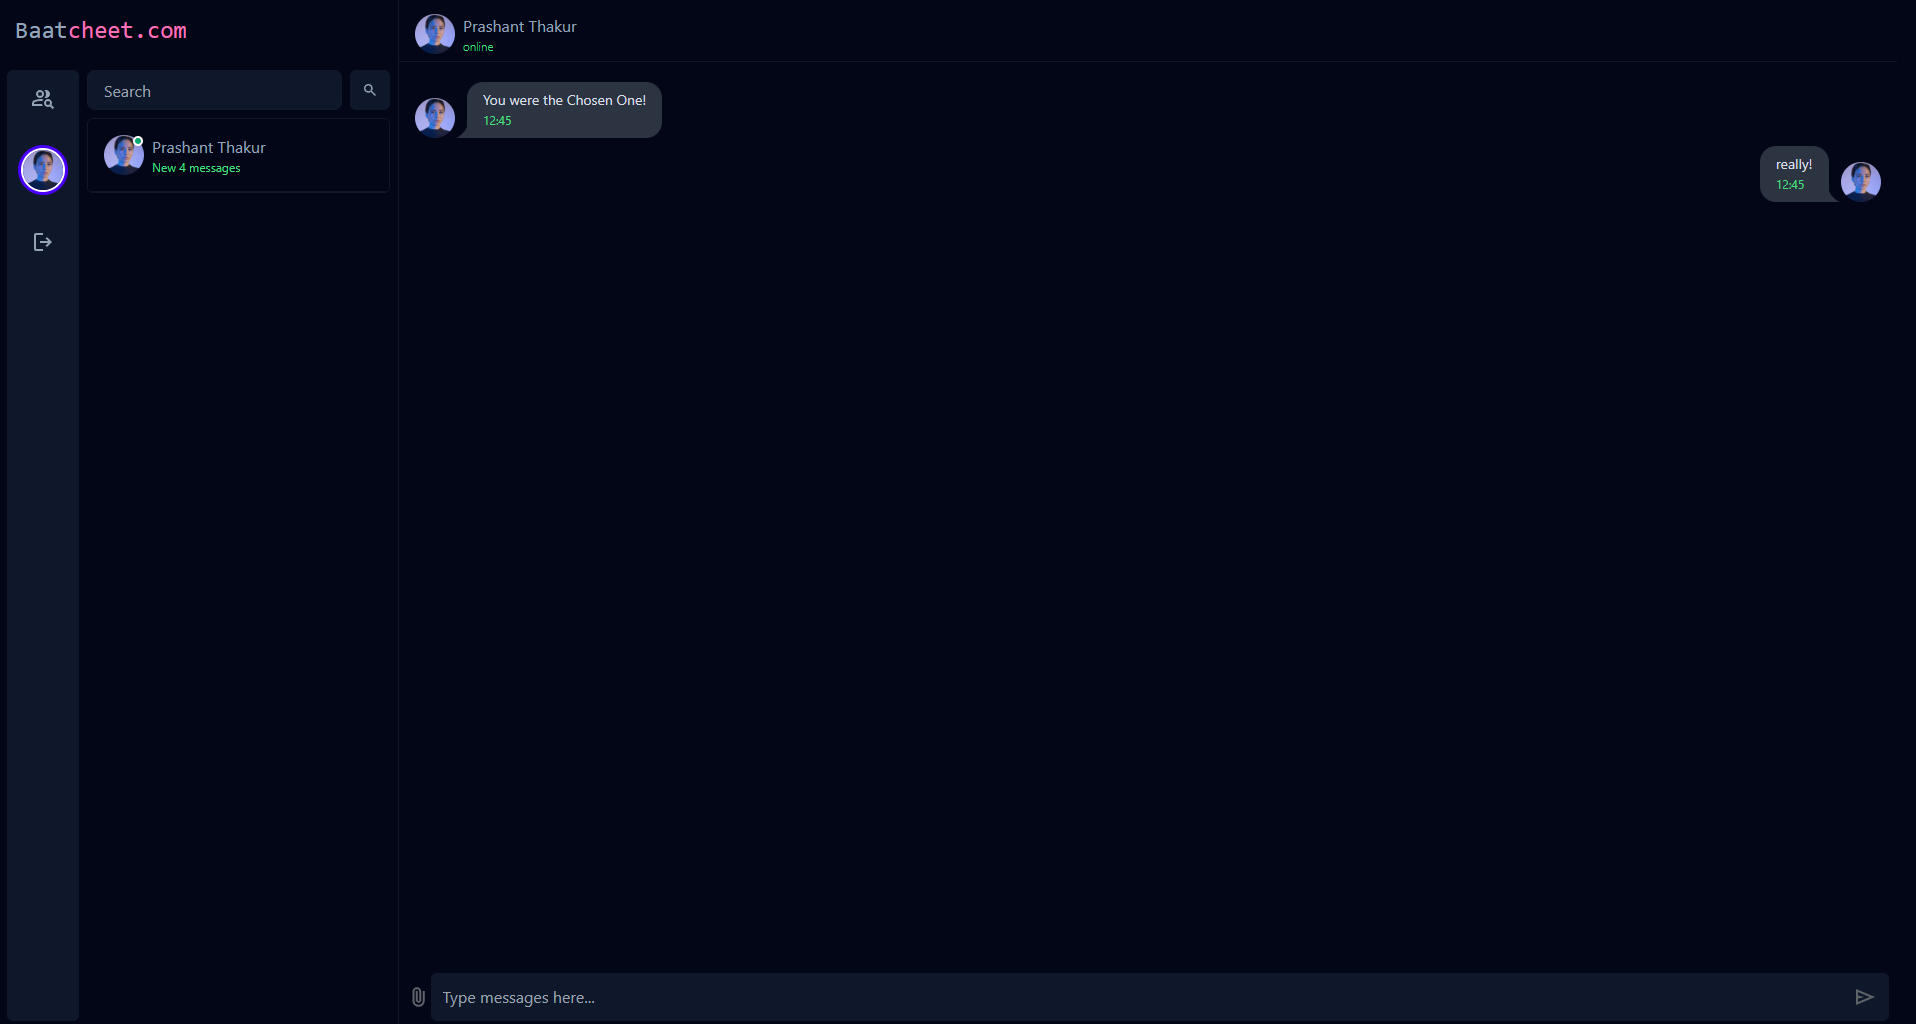 Baatcheet.com
Search
Prashant Thakur
New 4 messages
Prashant Thakur
online
You were the Chosen One!
12:45
really!
12:45
Type messages here...